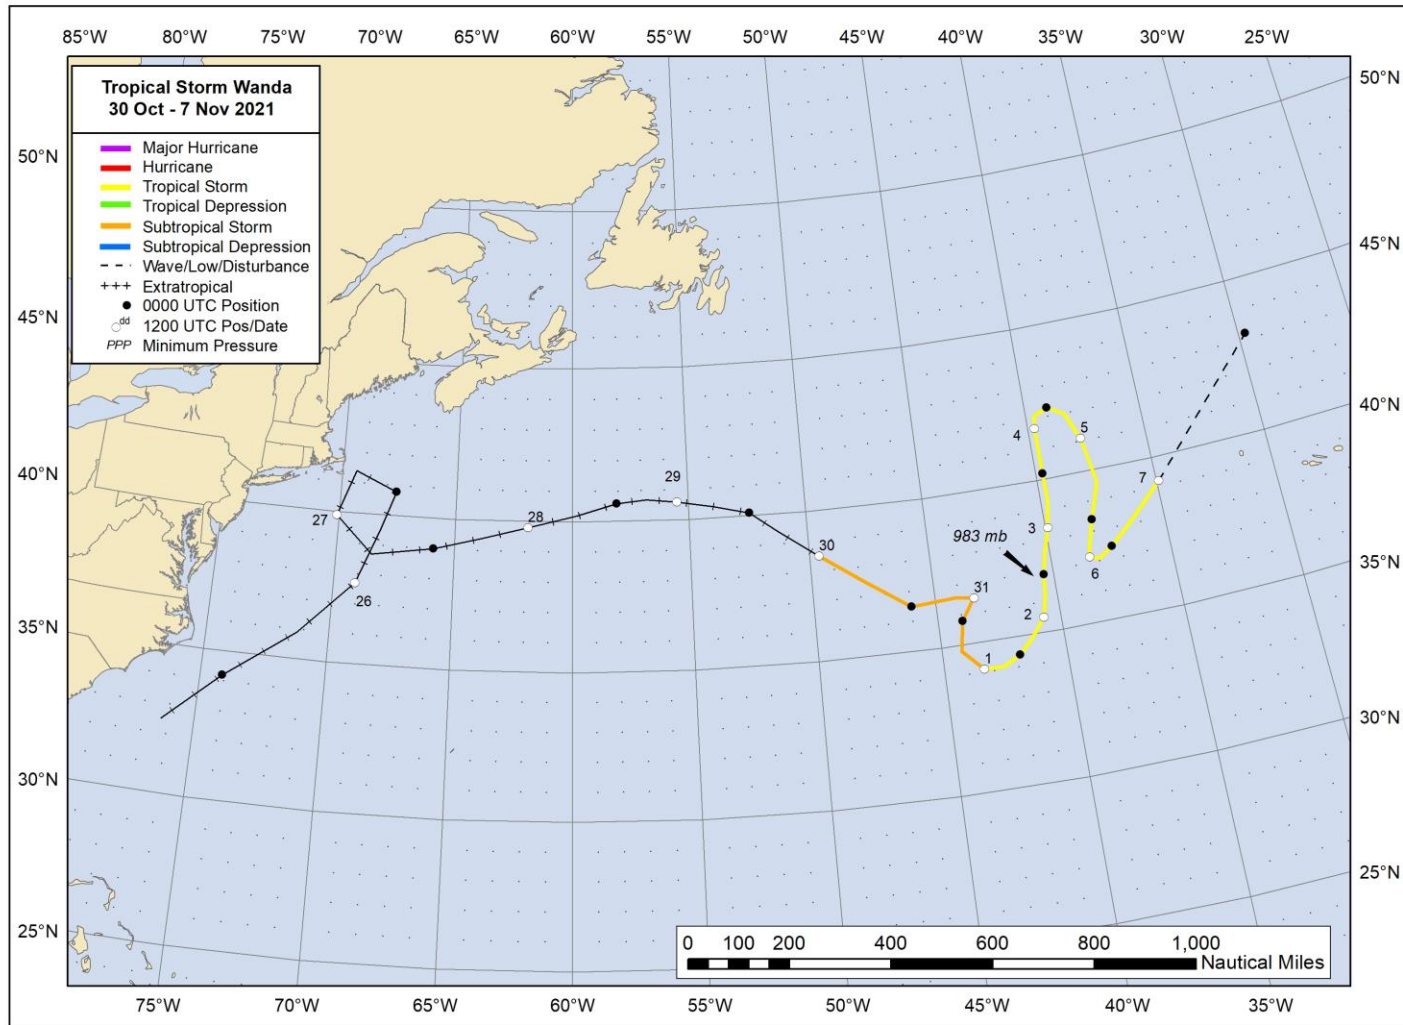 85°W 80°W 75°W 70°W 65°W 60°W 55°W 50°W 45°W 40°W 35°W 30°W 25°W
Tropical Storm Wanda
30 Oct - 7 Nov 2021
Major Hurricane
Hurricane
Tropical Storm
Tropical Depression
Subtropical Storm
Subtropical Depression
Wave/Low/Disturbance
Extratropical
0000 UTC Position
dd 1200 UTC Pos/Date
PPP Minimum Pressure
50°N
50°N
45°N
45°N
40°N
40°N
35°N
35°N
30°N
30°N
25°N
25°N
26
27
28
29
30
31
1
2
3
4
5
6
7
983 mb
0 100 200 400 600 800 1,000
Nautical Miles
75°W 70°W 65°W 60°W 55°W 50°W 45°W 40°W 35°W